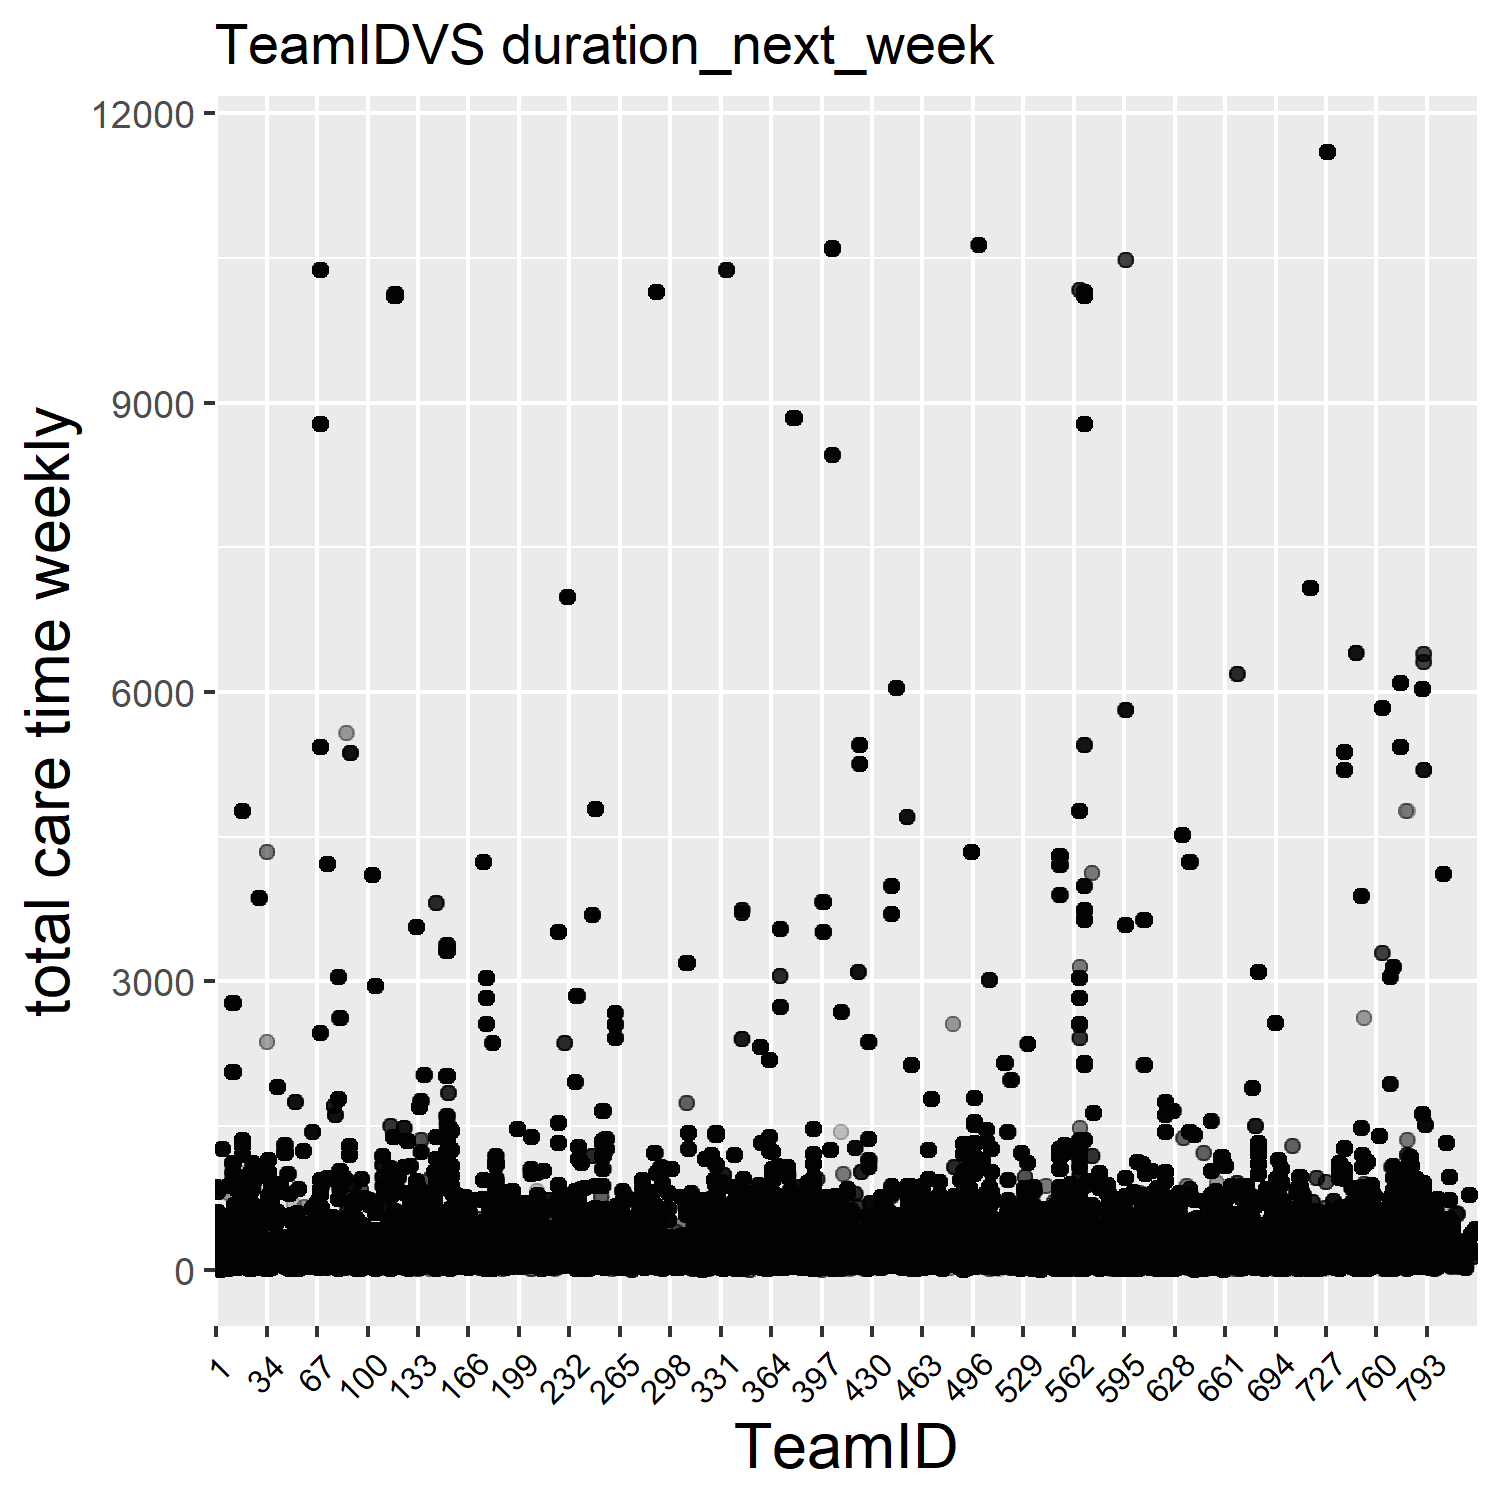 TeamIDVS duration_next_week
total care time weekly
12000
9000
6000
3000
0
1 34 67 100 133 166 199 232 265 298 331 364 397 430 463 496 529 562 595 628 661 694 727 760 793
TeamID